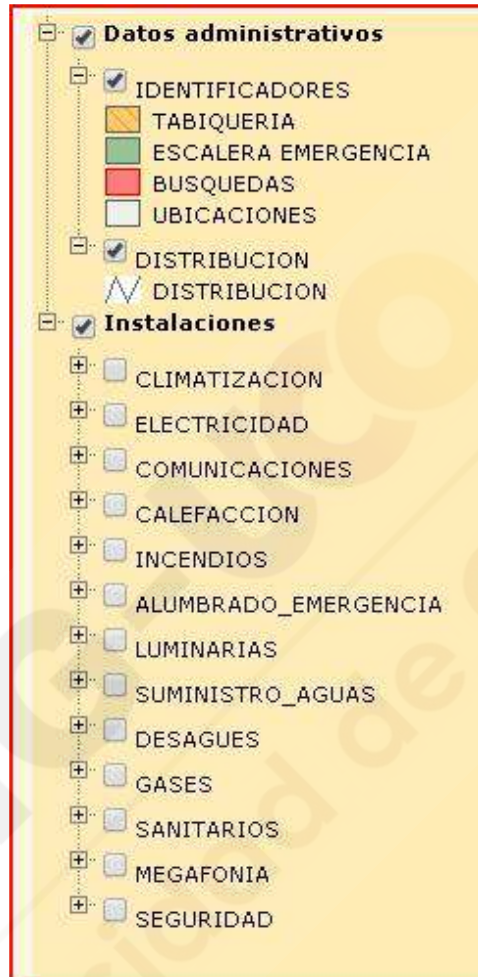 Datos administrativos
IDENTIFICADORES
TABIQUERIA
ESCALERA EMERGENCIA
BUSQUEDAS
UBICACIONES
DISTRIBUCION
DISTRIBUCION
Instalaciones
CLIMATIZACION
ELECTRICIDAD
COMUNICACIONES
CALEFACCION
INCENDIOS
ALUMBRADO_EMERGENCIA
LUMINARIAS
SUMINISTRO_AGUAS
DESAGUES
GASES
SANITARIOS
MEGAFONIA
SEGURIDAD